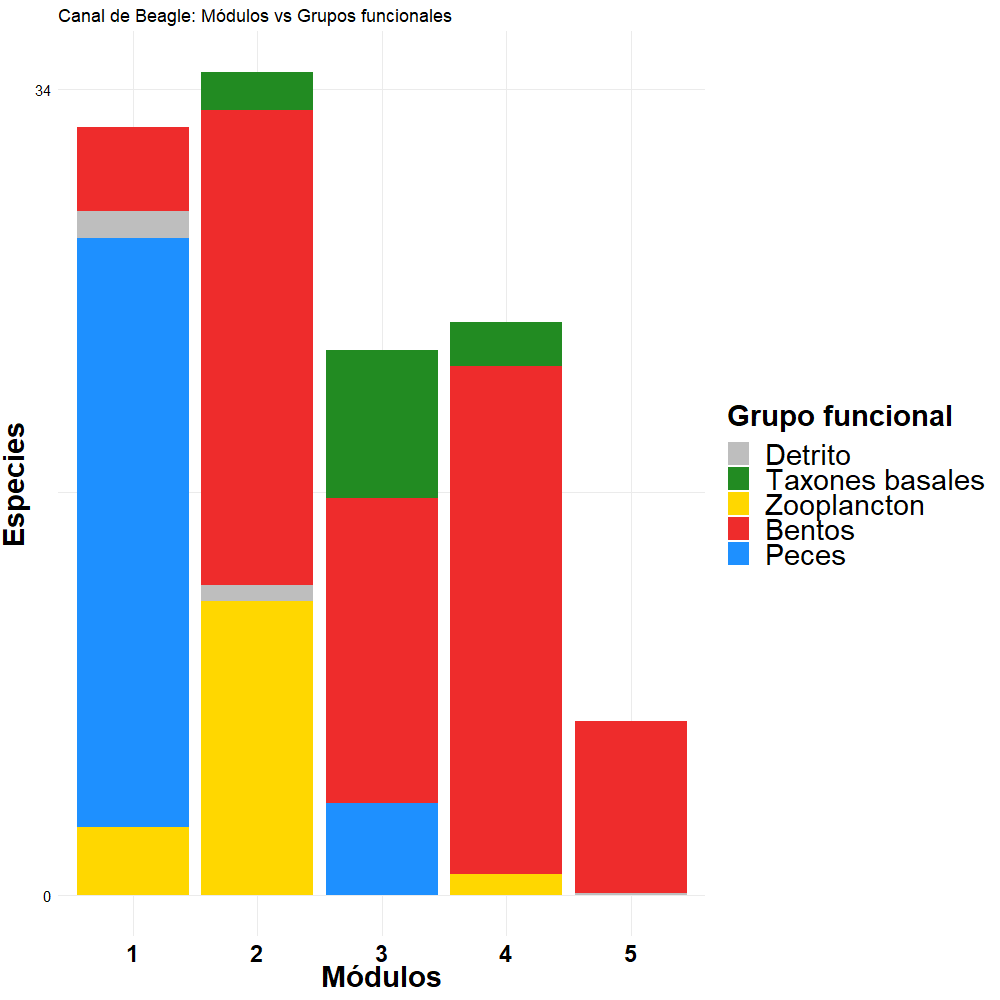 Canal de Beagle: Módulos vs Grupos funcionales
34
0
Especies
1 2 3 4 5
Módulos
Grupo funcional
Detrito
Taxones basales
Zooplancton
Bentos
Peces